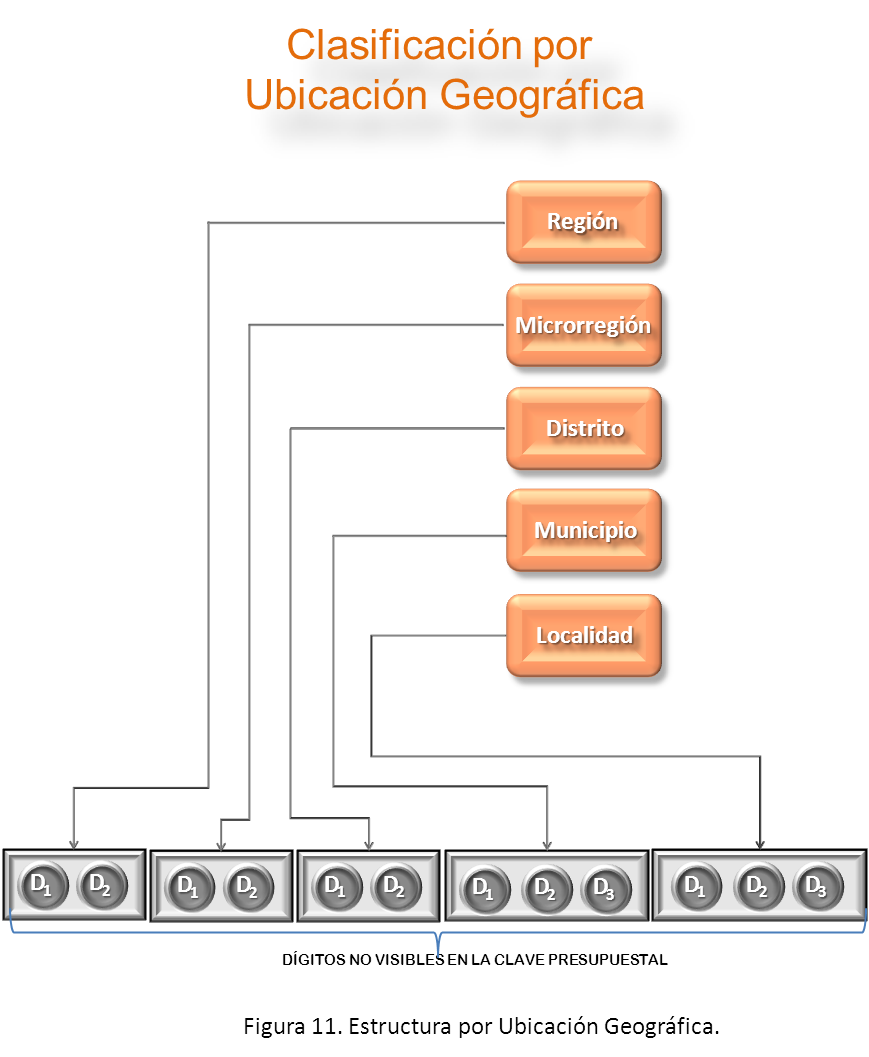 Clasificación por
Ubicación Geográfica
Región
Microrregión
Distrito
Municipio
Localidad
D1 D2 D1 D2 D1 D2 D1 D2 D3 D1 D2 D3
DÍGITOS NO VISIBLES EN LA CLAVE PRESUPUESTAL
Figura 11. Estructura por Ubicación Geográfica.